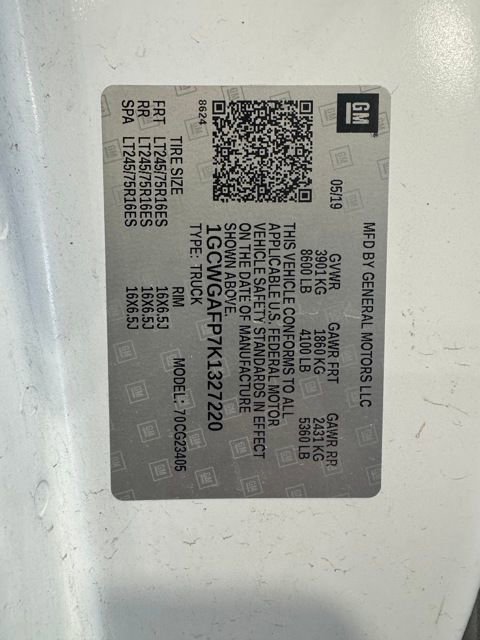 GM
MFD BY GENERAL MOTORS LLC
05/19
GVWR GAWR FRT GAWR RR
3901 KG 1860 KG 2431 KG
8600 LB 4100 LB 5360 LB
THIS VEHICLE CONFORMS TO ALL
APPLICABLE U.S. FEDERAL MOTOR
VEHICLE SAFETY STANDARDS IN EFFECT
ON THE DATE OF MANUFACTURE
SHOWN ABOVE.
1GCWGAFP7K1327220
TYPE: TRUCK MODEL: 70CG23405
8624
TIRE SIZE RIM
FRT LT245/75R16ES 16X6.5J
RR LT245/75R16ES 16X6.5J
SPA LT245/75R16ES 16X6.5J